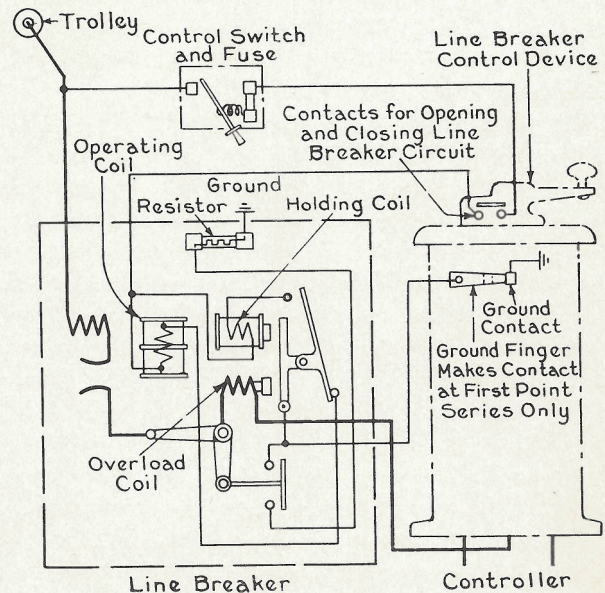 Trolley
Control Switch
and Fuse
Line Breaker
Control Device
Contacts for Opening
and Closing Line
Breaker Circuit
Operating
Coil
Ground
Resistor
Holding Coil
Ground
Contact
Ground Finger
Makes Contact
at First Point
Series Only
Overload
Coil
Line Breaker
Controller